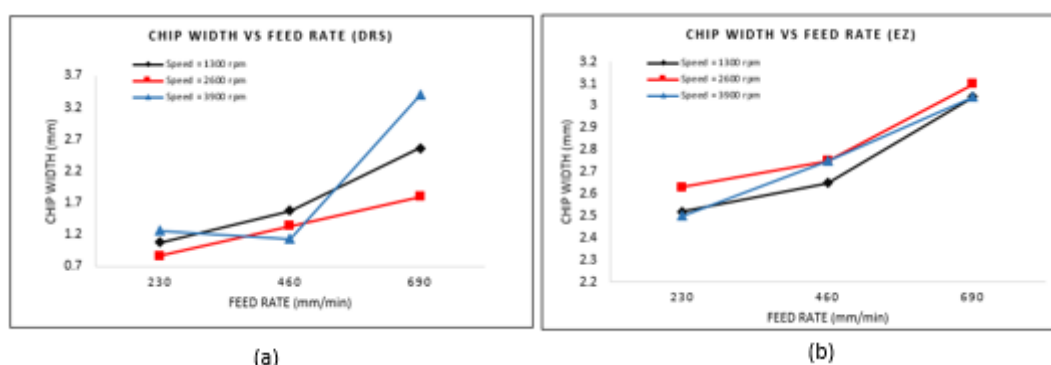 CHIP WIDTH VS FEED RATE (DRS)
Speed = 1300 rpm
Speed = 2600 rpm
Speed = 3900 rpm
3.7
3.2
2.7
2.2
1.7
1.2
0.7
CHIP WIDTH (mm)
230 460 690
FEED RATE (mm/min)
(a)
CHIP WIDTH VS FEED RATE (EZ)
Speed = 1300 rpm
Speed = 2600 rpm
Speed = 3900 rpm
3.2
3.1
3
2.9
2.8
2.7
2.6
2.5
2.4
2.3
2.2
CHIP WIDTH (mm)
230 460 690
FEED RATE (mm/min)
(b)